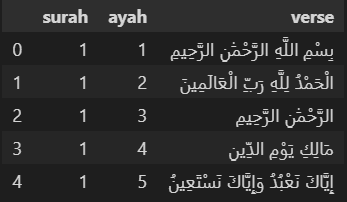 surah ayah verse
0 1 1 بِسْمِ اللَّهِ الرَّحْمَٰنِ الرَّحِيمِ
1 1 2 الْحَمْدُ لِلَّهِ رَبِّ الْعَالَمِينَ
2 1 3 الرَّحْمَٰنِ الرَّحِيمِ
3 1 4 مَالِكِ يَوْمِ الدِّينِ
4 1 5 إِيَّاكَ نَعْبُدُ وَإِيَّاكَ نَسْتَعِينُ